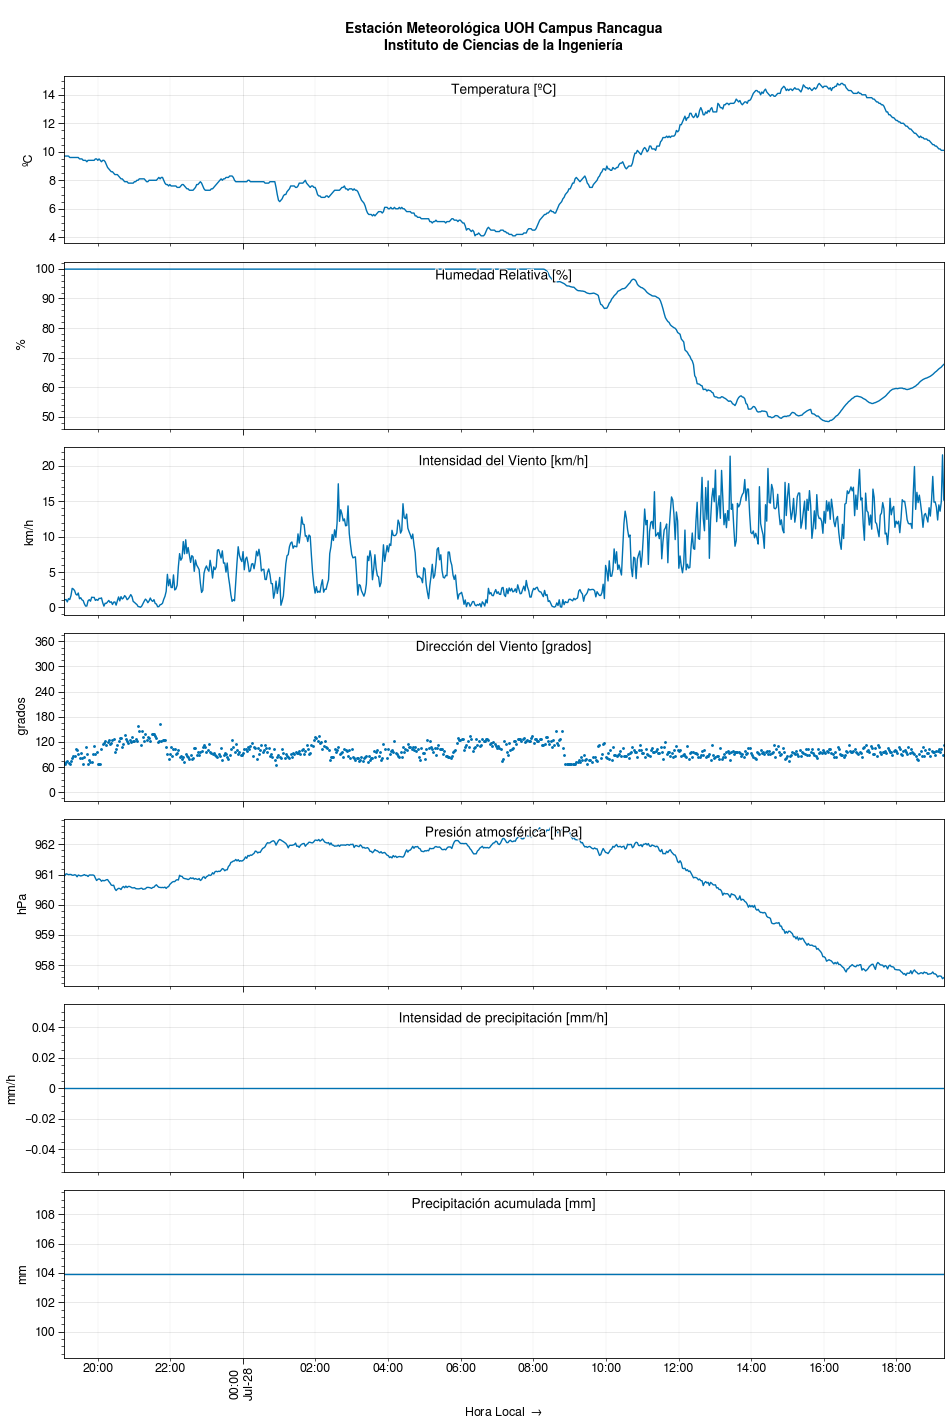 Estación Meteorológica UOH Campus Rancagua
Instituto de Ciencias de la Ingeniería
Temperatura [ºC]
ºC
14
12
10
8
6
4
Humedad Relativa [%]
%
100
90
80
70
60
50
Intensidad del Viento [km/h]
km/h
20
15
10
5
0
Dirección del Viento [grados]
grados
360
300
240
180
120
60
0
Presión atmosférica [hPa]
hPa
962
961
960
959
958
Intensidad de precipitación [mm/h]
mm/h
0.04
0.02
0
−0.02
−0.04
Precipitación acumulada [mm]
mm
108
106
104
102
100
20:00 22:00 00:00 02:00 04:00 06:00 08:00 10:00 12:00 14:00 16:00 18:00
Jul-28
Hora Local →